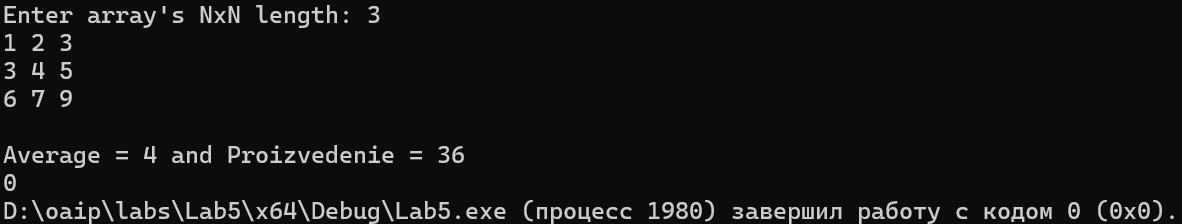 Enter array's NxN length: 3
1 2 3
3 4 5
6 7 9
Average = 4 and Proizvedenie = 36
0
D:\oaip\labs\Lab5\x64\Debug\Lab5.exe (процесс 1980) завершил работу с кодом 0 (0x0).